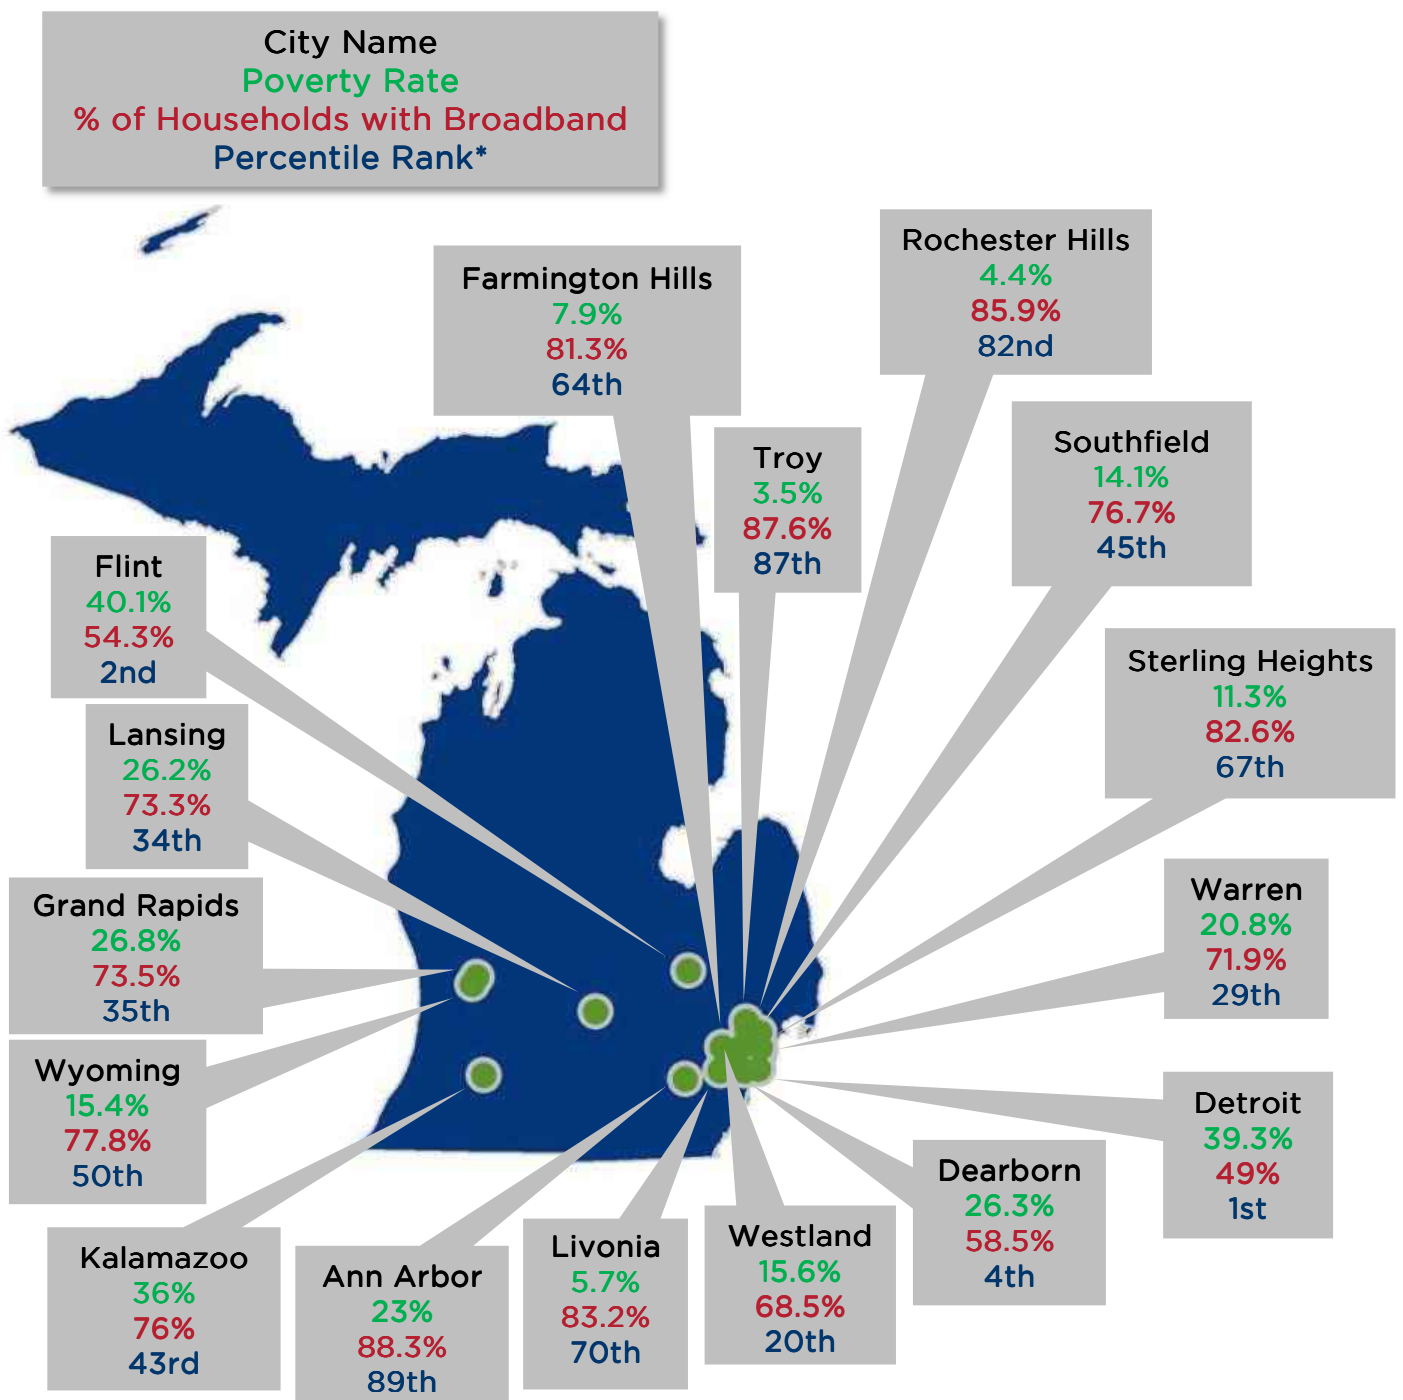 City Name
Poverty Rate
% of Households with Broadband
Percentile Rank*
Rochester Hills
4.4%
85.9%
82nd
Farmington Hills
7.9%
81.3%
64th
Troy
3.5%
87.6%
87th
Southfield
14.1%
76.7%
45th
Flint
40.1%
54.3%
2nd
Sterling Heights
11.3%
82.6%
67th
Lansing
26.2%
73.3%
34th
Grand Rapids
26.8%
73.5%
35th
Warren
20.8%
71.9%
29th
Wyoming
15.4%
77.8%
50th
Detroit
39.3%
49%
1st
Dearborn
26.3%
58.5%
4th
Kalamazoo
36%
76%
43rd
Ann Arbor
23%
88.3%
89th
Livonia
5.7%
83.2%
70th
Westland
15.6%
68.5%
20th